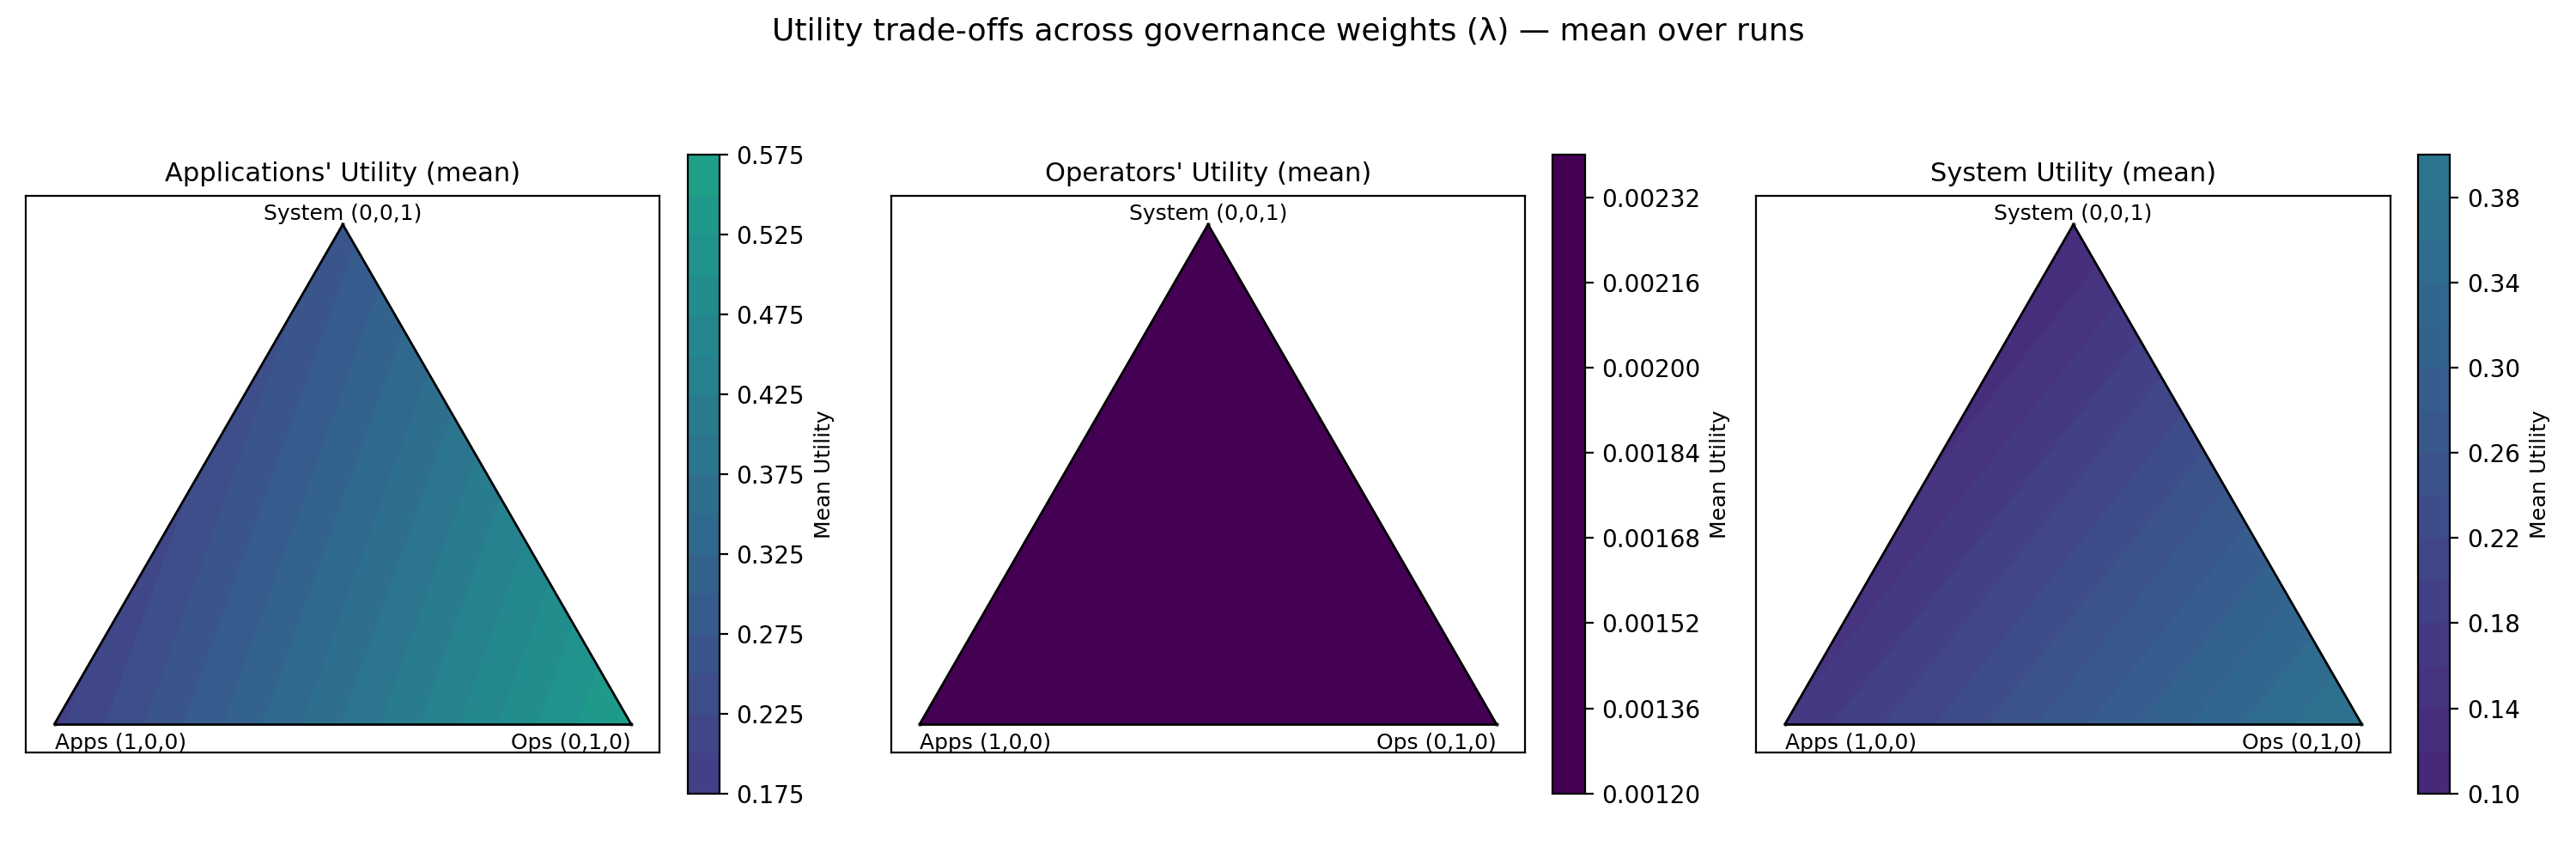 Utility trade-offs across governance weights (λ) — mean over runs
Applications' Utility (mean)
System (0,0,1)
Apps (1,0,0)
Ops (0,1,0)
0.575
0.525
0.475
0.425
0.375
0.325
0.275
0.225
0.175
Mean Utility
Operators' Utility (mean)
System (0,0,1)
Apps (1,0,0)
Ops (0,1,0)
0.00232
0.00216
0.00200
0.00184
0.00168
0.00152
0.00136
0.00120
Mean Utility
System Utility (mean)
System (0,0,1)
Apps (1,0,0)
Ops (0,1,0)
0.38
0.34
0.30
0.26
0.22
0.18
0.14
0.10
Mean Utility